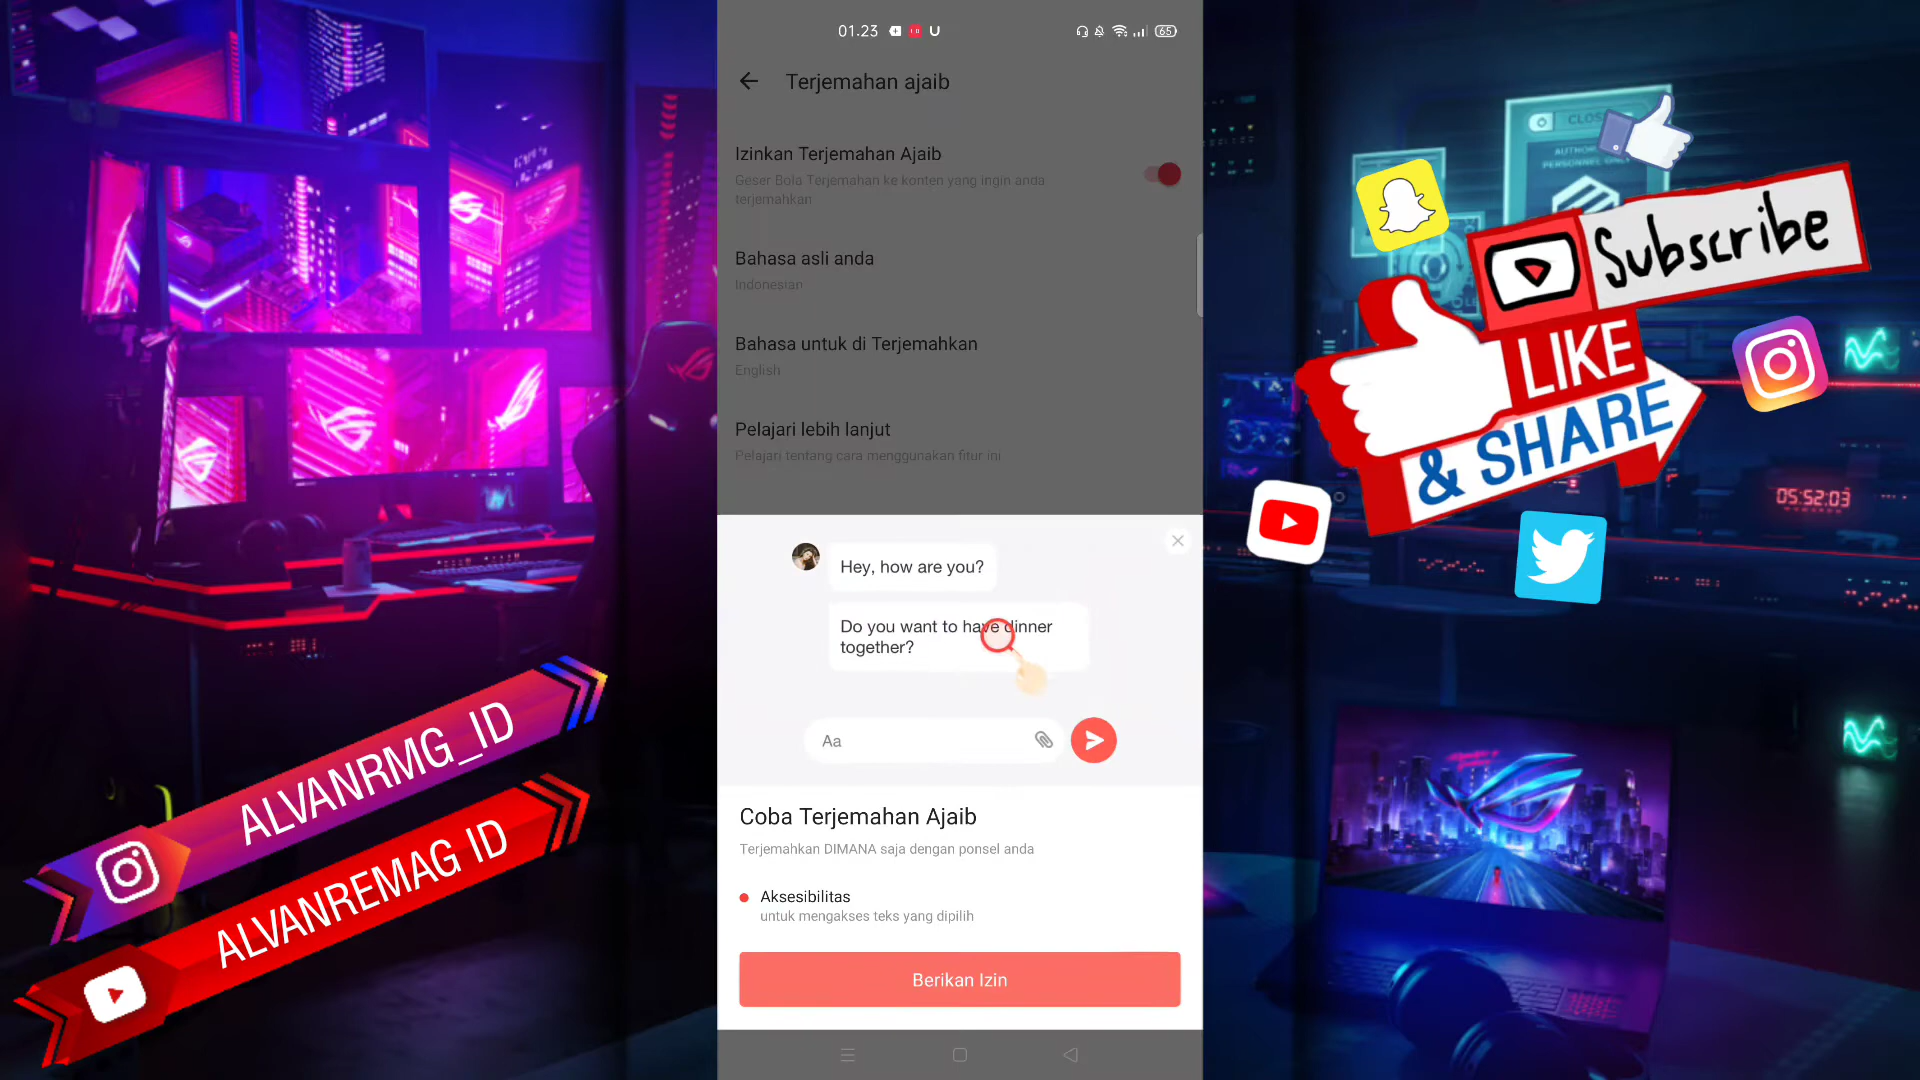 01.23
U
65
Terjemahan ajaib
Izinkan Terjemahan Ajaib
Geser Bola Terjemahan ke konten yang ingin anda
terjemahkan
Bahasa asli anda
Indonesian
Bahasa untuk di Terjemahkan
English
Pelajari lebih lanjut
Pelajari tentang cara menggunakan fitur ini
Hey, how are you?
Do you want to have dinner
together?
Aa
Coba Terjemahan Ajaib
Terjemahkan DIMANA saja dengan ponsel anda
Aksesibilitas
untuk mengakses teks yang dipilih
Berikan Izin
ALVANRMG_ID
ALVANREMAG ID
Subscribe
LIKE
& SHARE
05:52:03